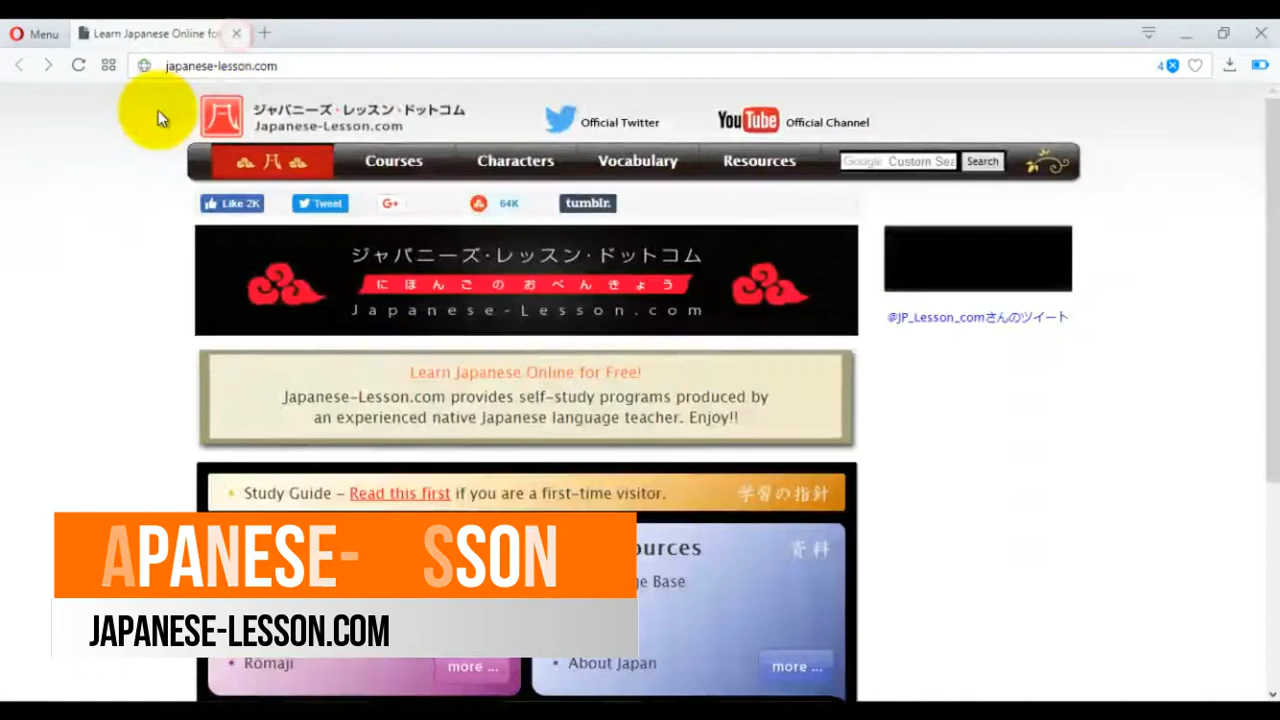 Menu
Learn Japanese Online for
japanese-lesson.com
4
ジャパニーズ・レッスン・ドットコム
Japanese-Lesson.com
Official Twitter
YouTube Official Channel
Courses
Characters
Vocabulary
Resources
Google Custom Sea
Search
Like 2K
Tweet
G+
64K
tumblr.
ジャパニーズ・レッスン・ドットコム
にほんごのおべんきょう
Japanese-Lesson.com
@JP_Lesson_comさんのツイート
Learn Japanese Online for Free!
Japanese-Lesson.com provides self-study programs produced by
an experienced native Japanese language teacher. Enjoy!!
Study Guide – Read this first if you are a first-time visitor.
学習の指針
APANESE- SSON
ources
資料
ge Base
JAPANESE-LESSON.COM
Rōmaji
more ...
About Japan
more ...